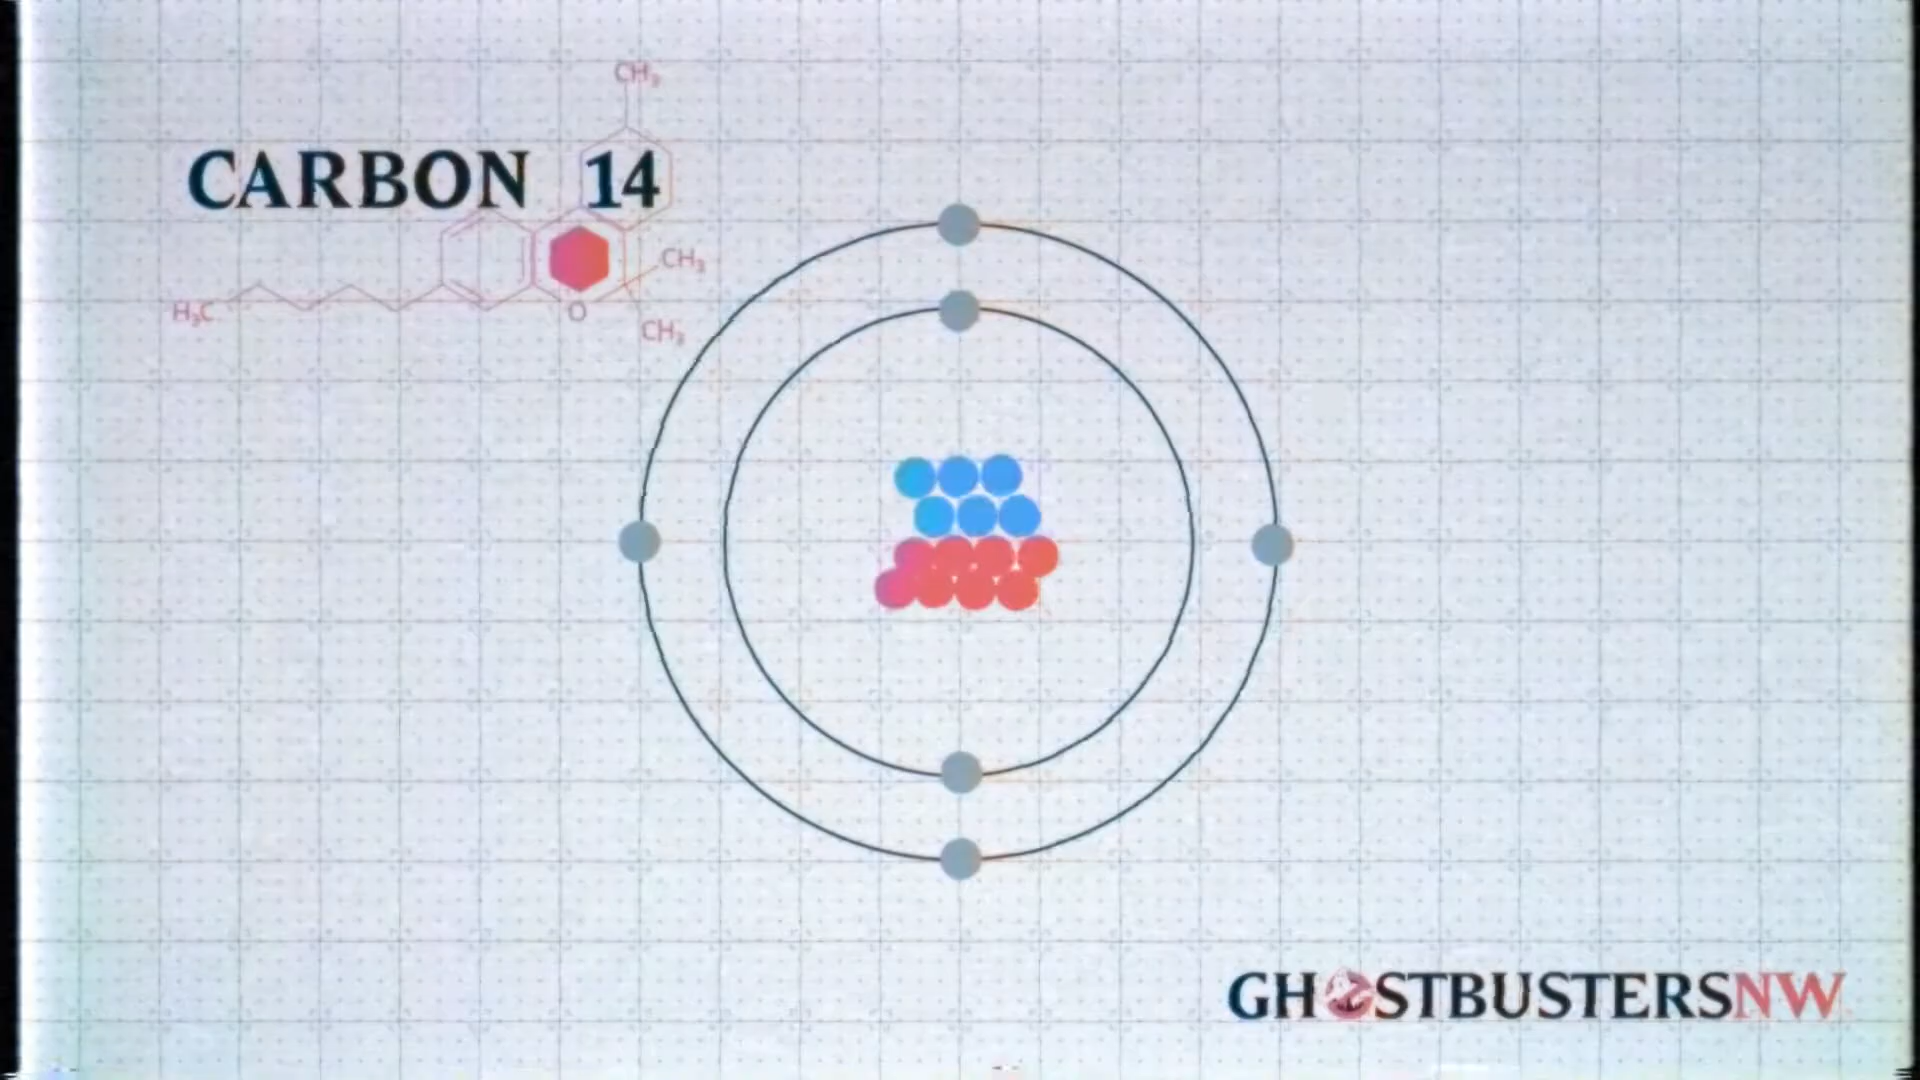 CH₃
CARBON 14
CH₃
H₃C
O
CH₃
GHOSTBUSTERSNW